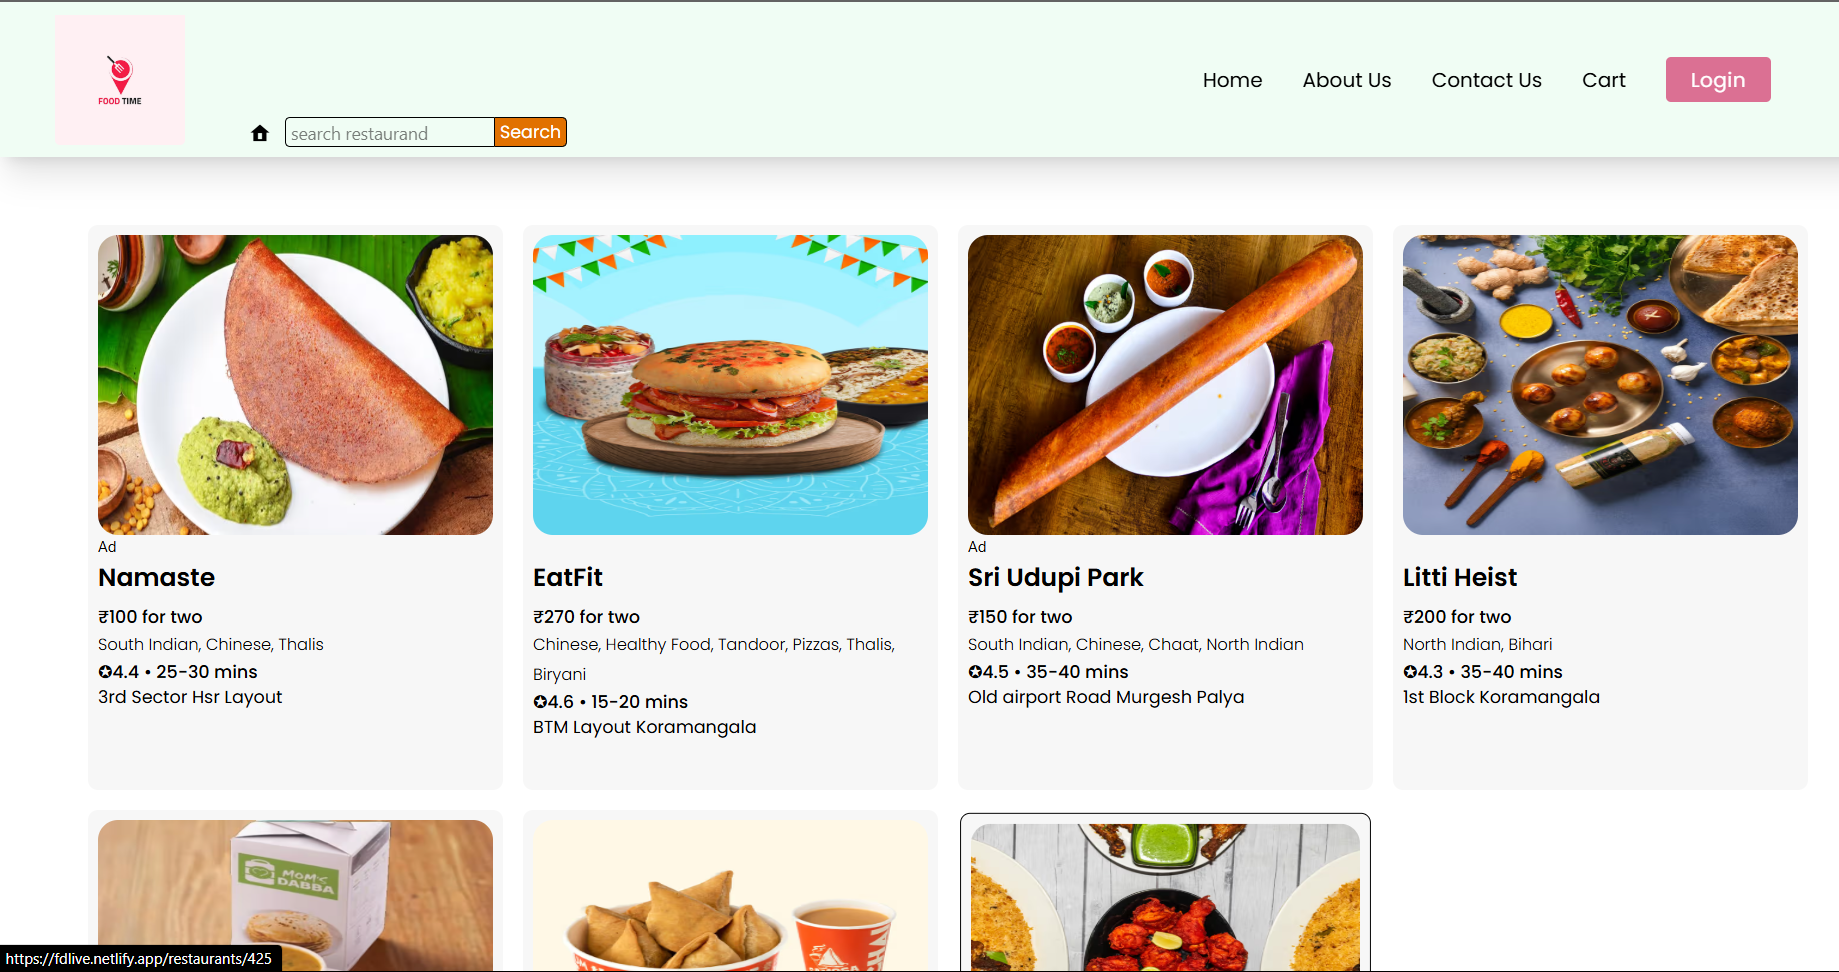 FOOD TIME
Home
About Us
Contact Us
Cart
Login
search restaurand
Search
Ad
Namaste
₹100 for two
South Indian, Chinese, Thalis
✪4.4 • 25-30 mins
3rd Sector Hsr Layout
EatFit
₹270 for two
Chinese, Healthy Food, Tandoor, Pizzas, Thalis,
Biryani
✪4.6 • 15-20 mins
BTM Layout Koramangala
Ad
Sri Udupi Park
₹150 for two
South Indian, Chinese, Chaat, North Indian
✪4.5 • 35-40 mins
Old airport Road Murgesh Palya
Litti Heist
₹200 for two
North Indian, Bihari
✪4.3 • 35-40 mins
1st Block Koramangala
MOM'S
DABBA
https://fdlive.netlify.app/restaurants/425